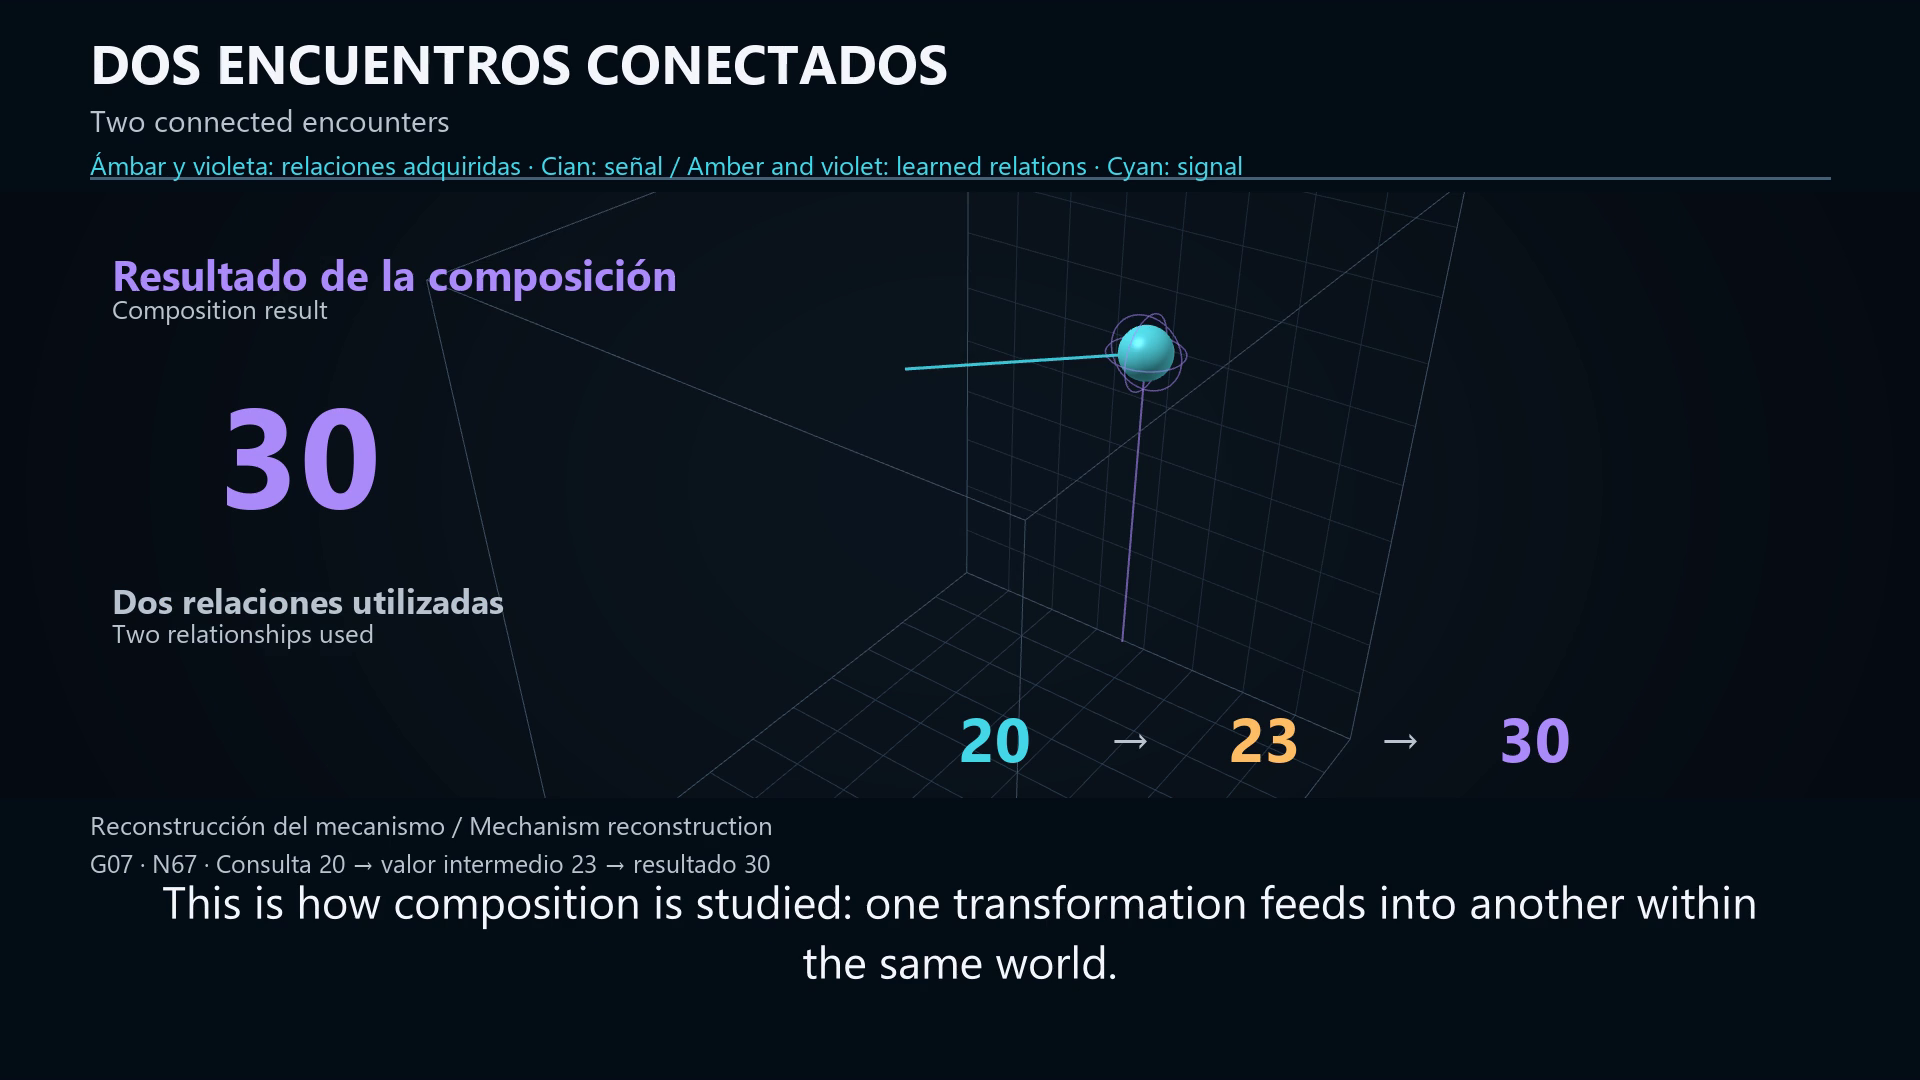 DOS ENCUENTROS CONECTADOS
Two connected encounters
Ámbar y violeta: relaciones adquiridas · Cian: señal / Amber and violet: learned relations · Cyan: signal
Resultado de la composición
Composition result
30
Dos relaciones utilizadas
Two relationships used
20 → 23 → 30
Reconstrucción del mecanismo / Mechanism reconstruction
G07 · N67 · Consulta 20 → valor intermedio 23 → resultado 30
This is how composition is studied: one transformation feeds into another within
the same world.